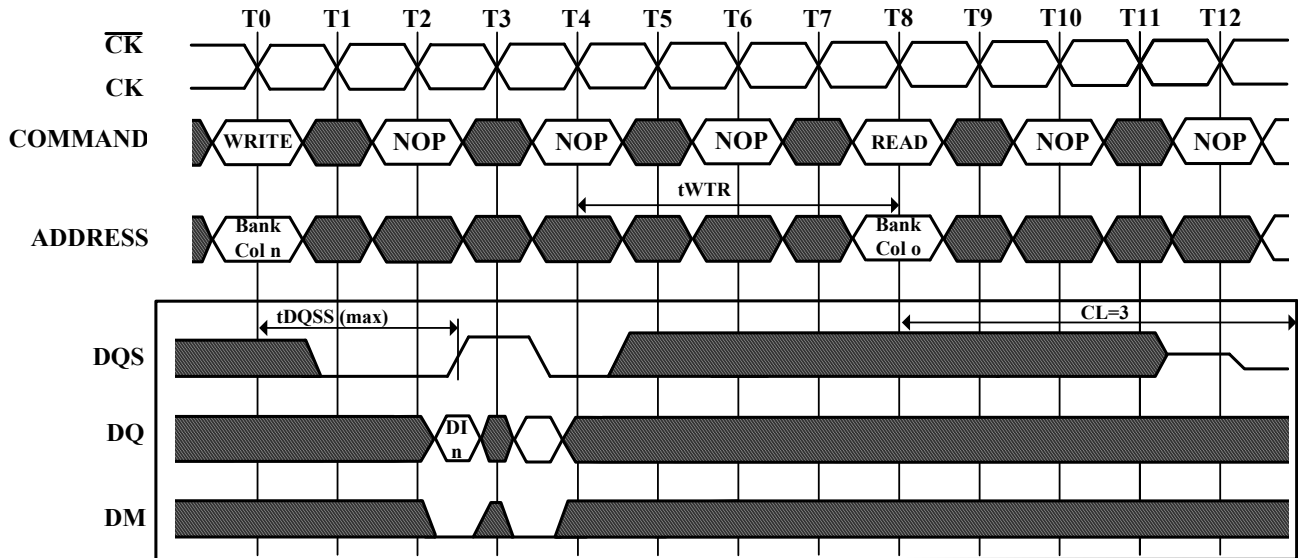 T0 T1 T2 T3 T4 T5 T6 T7 T8 T9 T10 T11 T12
CK
CK
COMMAND WRITE NOP NOP NOP READ NOP NOP
tWTR
ADDRESS Bank Col n Bank Col o
tDQSS (max) CL=3
DQS
DQ DI n
DM